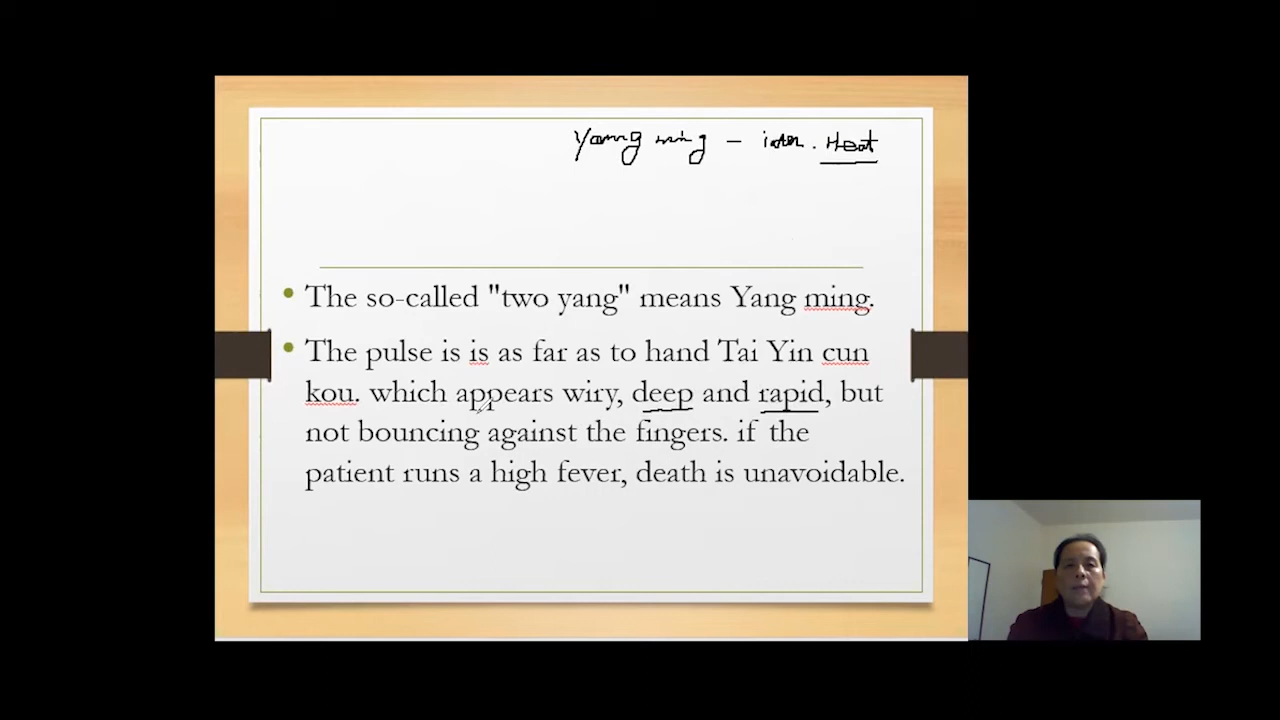 Yang ming – inter. Heat
• The so-called "two yang" means Yang ming.
• The pulse is is as far as to hand Tai Yin cun
kou. which appears wiry, deep and rapid, but
not bouncing against the fingers. if the
patient runs a high fever, death is unavoidable.